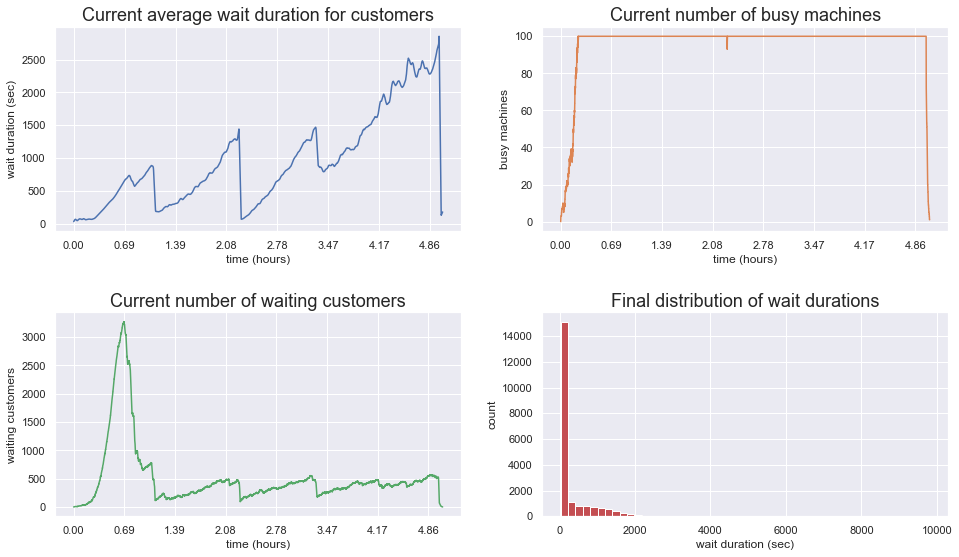 Current average wait duration for customers
wait duration (sec)
2500
2000
1500
1000
500
0
0.00 0.69 1.39 2.08 2.78 3.47 4.17 4.86
time (hours)
Current number of busy machines
busy machines
100
80
60
40
20
0
0.00 0.69 1.39 2.08 2.78 3.47 4.17 4.86
time (hours)
Current number of waiting customers
waiting customers
3000
2500
2000
1500
1000
500
0
0.00 0.69 1.39 2.08 2.78 3.47 4.17 4.86
time (hours)
Final distribution of wait durations
count
14000
12000
10000
8000
6000
4000
2000
0
0 2000 4000 6000 8000 10000
wait duration (sec)